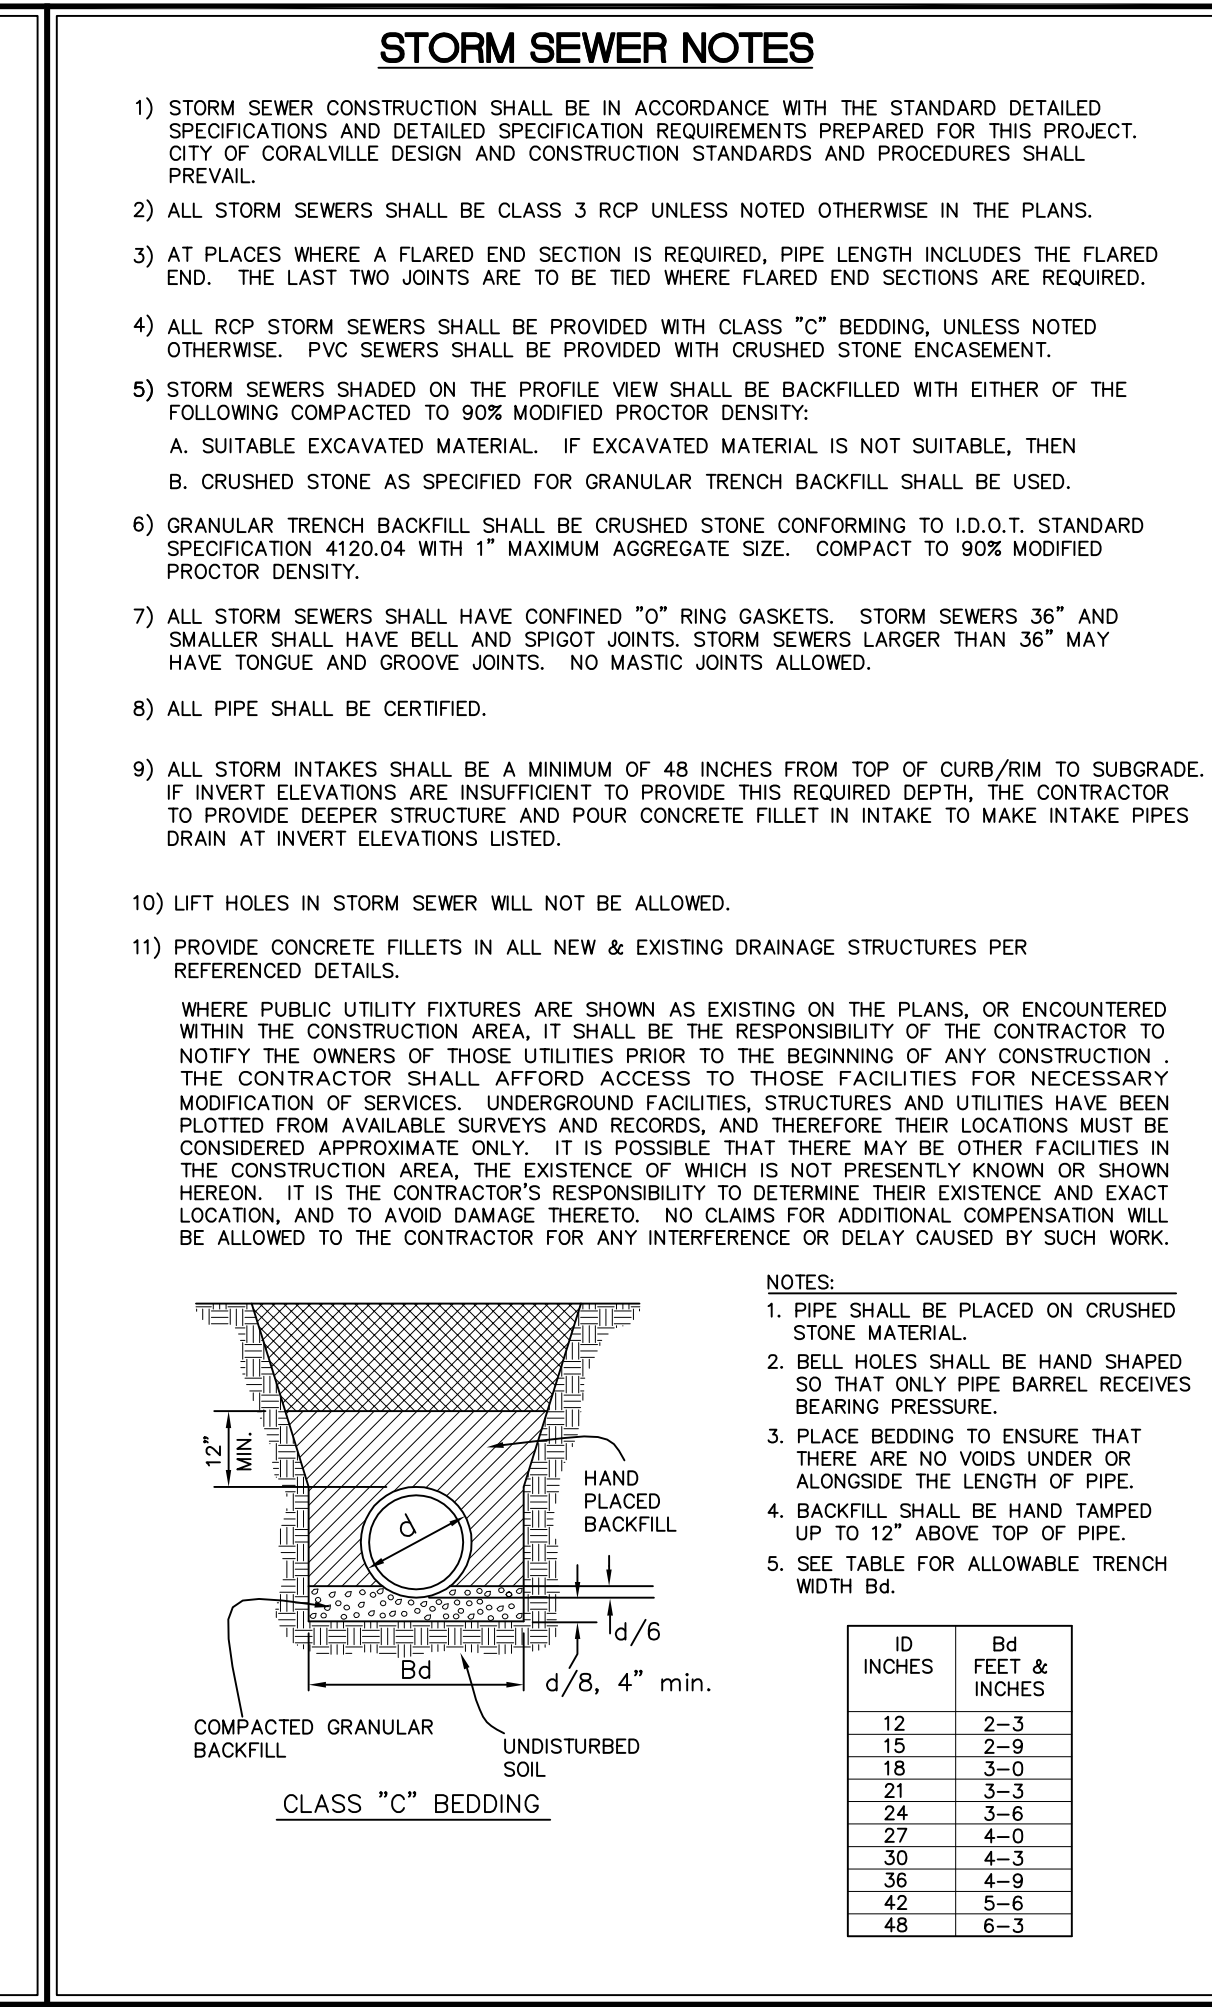 STORM SEWER NOTES
1) STORM SEWER CONSTRUCTION SHALL BE IN ACCORDANCE WITH THE STANDARD DETAILED
SPECIFICATIONS AND DETAILED SPECIFICATION REQUIREMENTS PREPARED FOR THIS PROJECT.
CITY OF CORALVILLE DESIGN AND CONSTRUCTION STANDARDS AND PROCEDURES SHALL
PREVAIL.
2) ALL STORM SEWERS SHALL BE CLASS 3 RCP UNLESS NOTED OTHERWISE IN THE PLANS.
3) AT PLACES WHERE A FLARED END SECTION IS REQUIRED, PIPE LENGTH INCLUDES THE FLARED
END. THE LAST TWO JOINTS ARE TO BE TIED WHERE FLARED END SECTIONS ARE REQUIRED.
4) ALL RCP STORM SEWERS SHALL BE PROVIDED WITH CLASS "C" BEDDING, UNLESS NOTED
OTHERWISE. PVC SEWERS SHALL BE PROVIDED WITH CRUSHED STONE ENCASEMENT.
5) STORM SEWERS SHADED ON THE PROFILE VIEW SHALL BE BACKFILLED WITH EITHER OF THE
FOLLOWING COMPACTED TO 90% MODIFIED PROCTOR DENSITY:
A. SUITABLE EXCAVATED MATERIAL. IF EXCAVATED MATERIAL IS NOT SUITABLE, THEN
B. CRUSHED STONE AS SPECIFIED FOR GRANULAR TRENCH BACKFILL SHALL BE USED.
6) GRANULAR TRENCH BACKFILL SHALL BE CRUSHED STONE CONFORMING TO I.D.O.T. STANDARD
SPECIFICATION 4120.04 WITH 1" MAXIMUM AGGREGATE SIZE. COMPACT TO 90% MODIFIED
PROCTOR DENSITY.
7) ALL STORM SEWERS SHALL HAVE CONFINED "O" RING GASKETS. STORM SEWERS 36" AND
SMALLER SHALL HAVE BELL AND SPIGOT JOINTS. STORM SEWERS LARGER THAN 36" MAY
HAVE TONGUE AND GROOVE JOINTS. NO MASTIC JOINTS ALLOWED.
8) ALL PIPE SHALL BE CERTIFIED.
9) ALL STORM INTAKES SHALL BE A MINIMUM OF 48 INCHES FROM TOP OF CURB/RIM TO SUBGRADE.
IF INVERT ELEVATIONS ARE INSUFFICIENT TO PROVIDE THIS REQUIRED DEPTH, THE CONTRACTOR
TO PROVIDE DEEPER STRUCTURE AND POUR CONCRETE FILLET IN INTAKE TO MAKE INTAKE PIPES
DRAIN AT INVERT ELEVATIONS LISTED.
10) LIFT HOLES IN STORM SEWER WILL NOT BE ALLOWED.
11) PROVIDE CONCRETE FILLETS IN ALL NEW & EXISTING DRAINAGE STRUCTURES PER
REFERENCED DETAILS.
WHERE PUBLIC UTILITY FIXTURES ARE SHOWN AS EXISTING ON THE PLANS, OR ENCOUNTERED
WITHIN THE CONSTRUCTION AREA, IT SHALL BE THE RESPONSIBILITY OF THE CONTRACTOR TO
NOTIFY THE OWNERS OF THOSE UTILITIES PRIOR TO THE BEGINNING OF ANY CONSTRUCTION .
THE CONTRACTOR SHALL AFFORD ACCESS TO THOSE FACILITIES FOR NECESSARY
MODIFICATION OF SERVICES. UNDERGROUND FACILITIES, STRUCTURES AND UTILITIES HAVE BEEN
PLOTTED FROM AVAILABLE SURVEYS AND RECORDS, AND THEREFORE THEIR LOCATIONS MUST BE
CONSIDERED APPROXIMATE ONLY. IT IS POSSIBLE THAT THERE MAY BE OTHER FACILITIES IN
THE CONSTRUCTION AREA, THE EXISTENCE OF WHICH IS NOT PRESENTLY KNOWN OR SHOWN
HEREON. IT IS THE CONTRACTOR'S RESPONSIBILITY TO DETERMINE THEIR EXISTENCE AND EXACT
LOCATION, AND TO AVOID DAMAGE THERETO. NO CLAIMS FOR ADDITIONAL COMPENSATION WILL
BE ALLOWED TO THE CONTRACTOR FOR ANY INTERFERENCE OR DELAY CAUSED BY SUCH WORK.
12"
MIN.
d
HAND
PLACED
BACKFILL
d/6
Bd
d/8, 4" min.
COMPACTED GRANULAR
BACKFILL
UNDISTURBED
SOIL
CLASS "C" BEDDING
NOTES:
1. PIPE SHALL BE PLACED ON CRUSHED
STONE MATERIAL.
2. BELL HOLES SHALL BE HAND SHAPED
SO THAT ONLY PIPE BARREL RECEIVES
BEARING PRESSURE.
3. PLACE BEDDING TO ENSURE THAT
THERE ARE NO VOIDS UNDER OR
ALONGSIDE THE LENGTH OF PIPE.
4. BACKFILL SHALL BE HAND TAMPED
UP TO 12" ABOVE TOP OF PIPE.
5. SEE TABLE FOR ALLOWABLE TRENCH
WIDTH Bd.
ID Bd
INCHES FEET &
INCHES
12 2-3
15 2-9
18 3-0
21 3-3
24 3-6
27 4-0
30 4-3
36 4-9
42 5-6
48 6-3